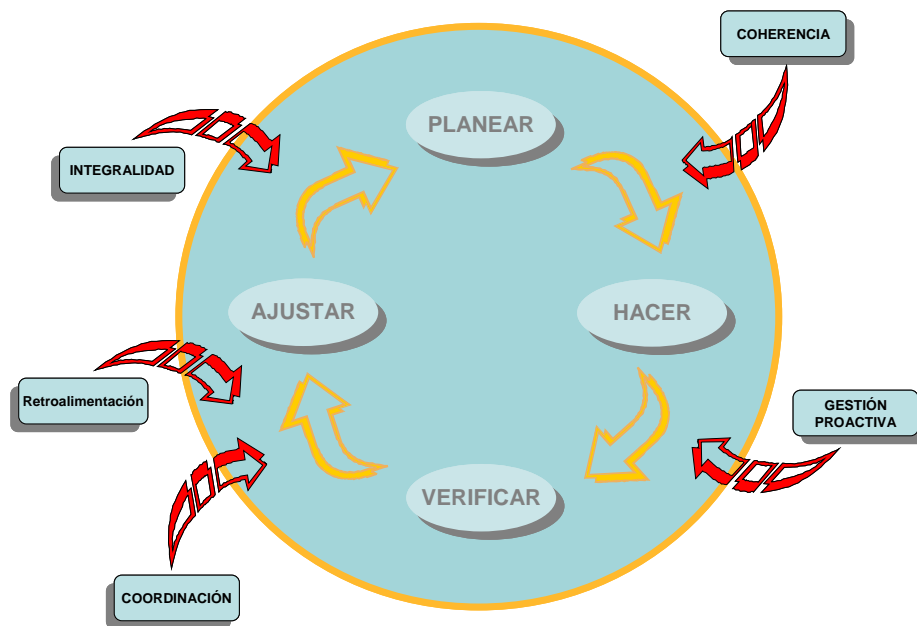 COHERENCIA
PLANEAR
INTEGRALIDAD
AJUSTAR
HACER
Retroalimentación
GESTIÓN
PROACTIVA
VERIFICAR
COORDINACIÓN